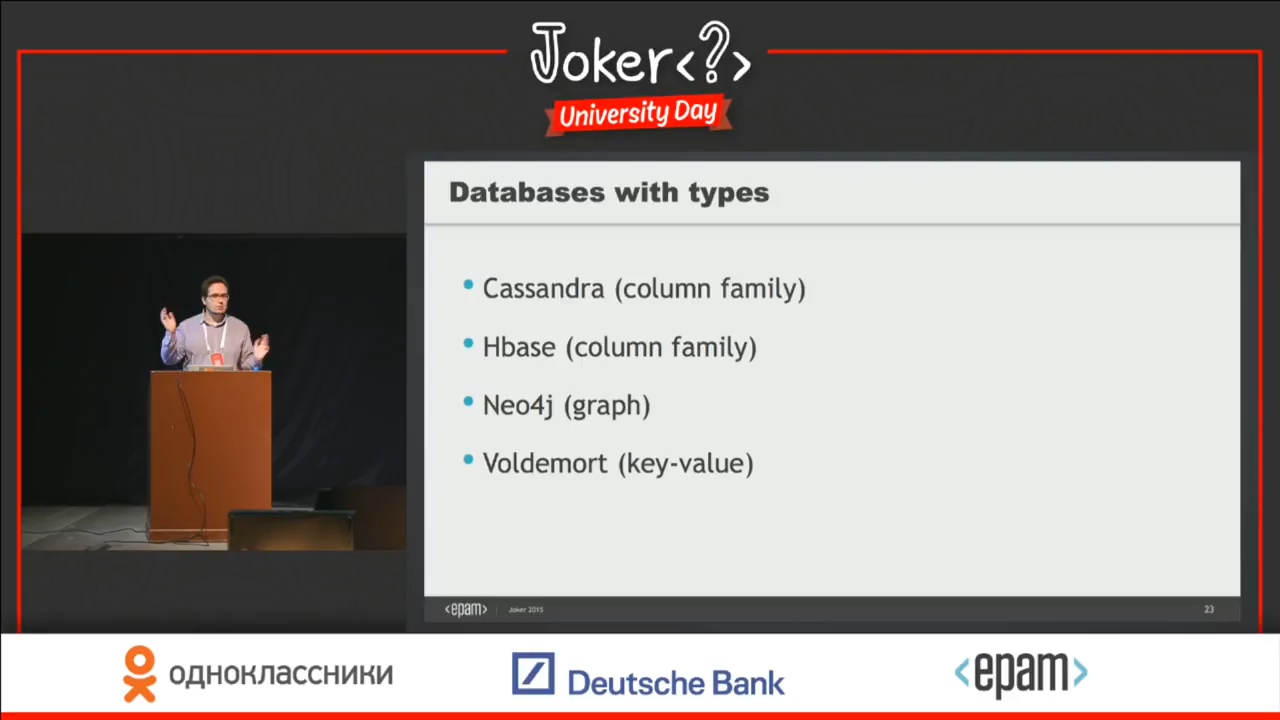 Joker<?>
University Day
Databases with types
Cassandra (column family)
Hbase (column family)
Neo4j (graph)
Voldemort (key-value)
<epam> Joker 2015 23
одноклассники
Deutsche Bank
<epam>